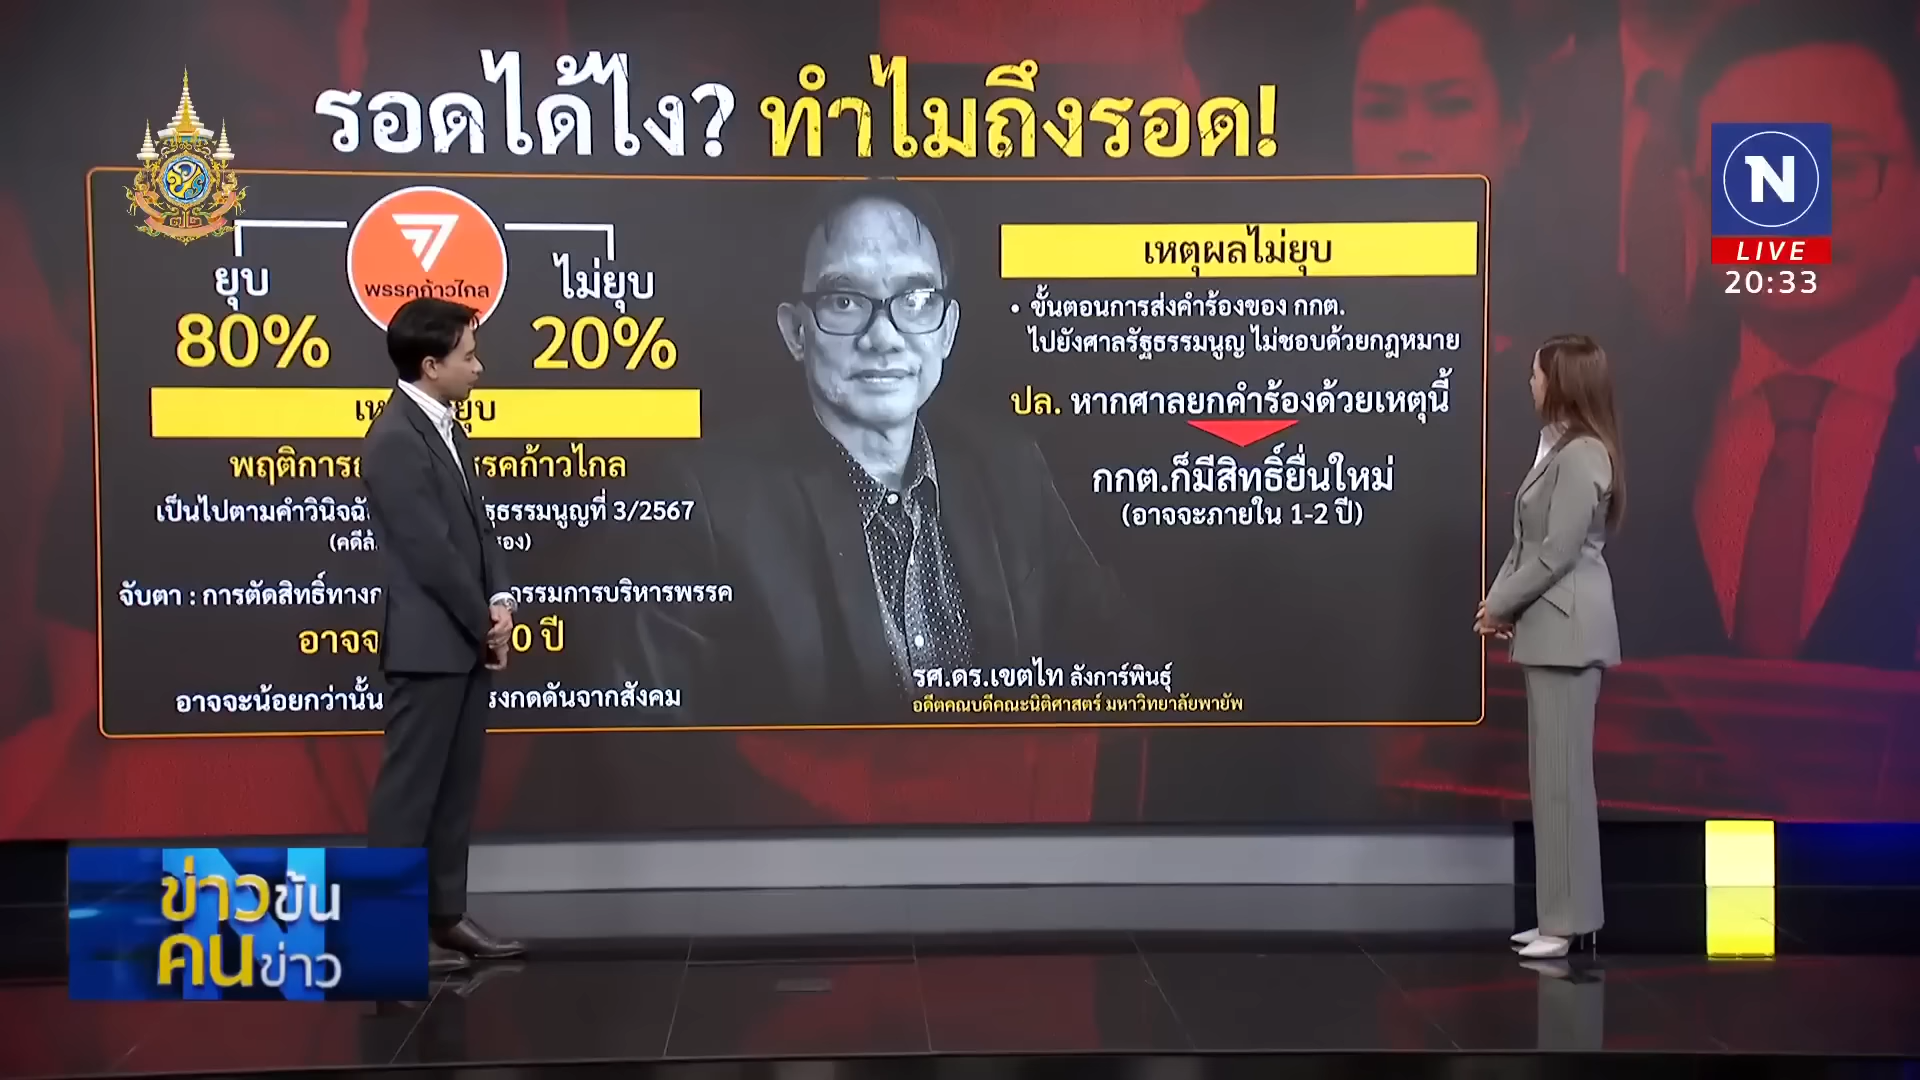 รอดได้ไง? ทำไมถึงรอด!
N
LIVE
20:33
พรรคก้าวไกล
ยุบ
80%
ไม่ยุบ
20%
ยุบ
พฤติการ
พรรคก้าวไกล
เป็นไปตามคำวินิจฉั
ธรรมนูญที่ 3/2567
จับตา : การตัดสิทธิ์ทาง
กรรมการบริหารพรรค
อาจจ
0 ปี
อาจจะน้อยกว่านั้น
รงกดดันจากสังคม
เหตุผลไม่ยุบ
• ขั้นตอนการส่งคำร้องของ กกต.
ไปยังศาลรัฐธรรมนูญ ไม่ชอบด้วยกฎหมาย
ปล. หากศาลยกคำร้องด้วยเหตุนี้
กกต.ก็มีสิทธิ์ยื่นใหม่
(อาจจะภายใน 1-2 ปี)
รศ.ดร.เขตไท ลังการ์พินธุ์
อดีตคณบดีคณะนิติศาสตร์ มหาวิทยาลัยพายัพ
ข่าวข้น
คนข่าว